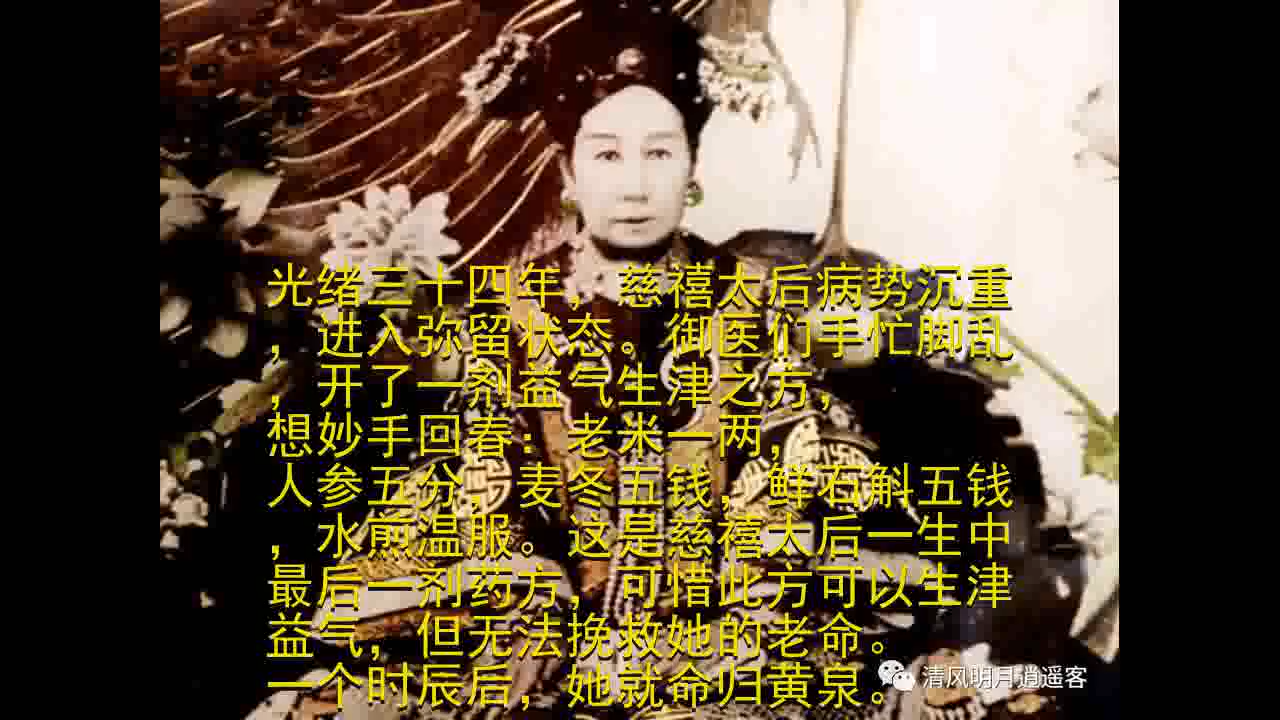 光绪三十四年，慈禧太后病势沉重
，进入弥留状态。御医们手忙脚乱
，开了一剂益气生津之方，
想妙手回春：老米一两，
人参五分，麦冬五钱，鲜石斛五钱
，水煎温服。这是慈禧太后一生中
最后一剂药方，可惜此方可以生津
益气，但无法挽救她的老命。
一个时辰后，她就命归黄泉。
清风明月逍遥客